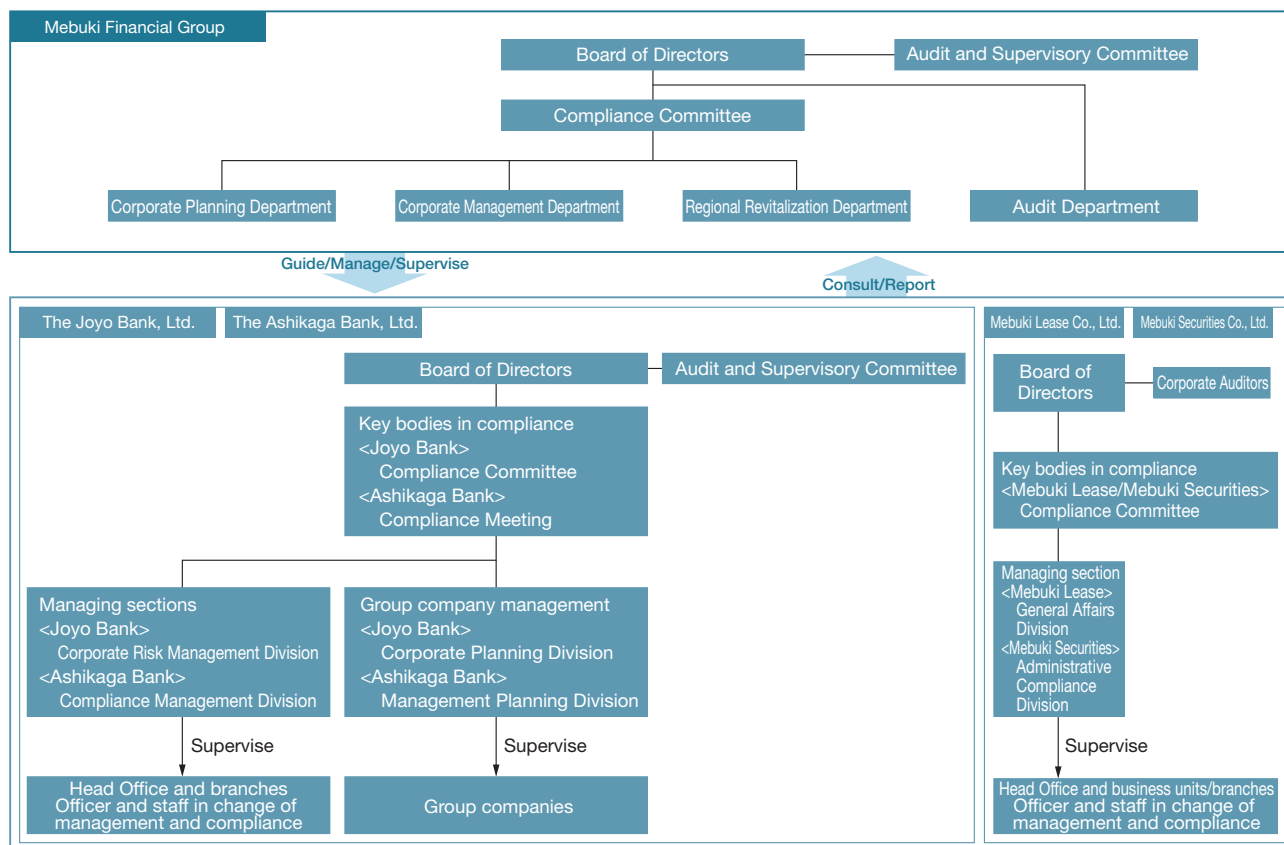 Mebuki Financial Group
Board of Directors
Audit and Supervisory Committee
Compliance Committee
Corporate Planning Department
Corporate Management Department
Regional Revitalization Department
Audit Department
Guide/Manage/Supervise
Consult/Report
The Joyo Bank, Ltd.
The Ashikaga Bank, Ltd.
Board of Directors
Audit and Supervisory Committee
Key bodies in compliance
<Joyo Bank>
Compliance Committee
<Ashikaga Bank>
Compliance Meeting
Managing sections
<Joyo Bank>
Corporate Risk Management Division
<Ashikaga Bank>
Compliance Management Division
Group company management
<Joyo Bank>
Corporate Planning Division
<Ashikaga Bank>
Management Planning Division
Supervise
Supervise
Head Office and branches
Officer and staff in change of
management and compliance
Group companies
Mebuki Lease Co., Ltd.
Mebuki Securities Co., Ltd.
Board of
Directors
Corporate Auditors
Key bodies in compliance
<Mebuki Lease/Mebuki Securities>
Compliance Committee
Managing section
<Mebuki Lease>
General Affairs
Division
<Mebuki Securities>
Administrative
Compliance
Division
Supervise
Head Office and business units/branches
Officer and staff in change of
management and compliance